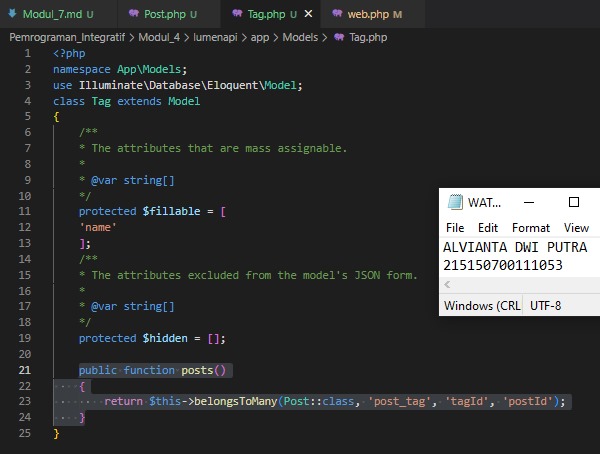 Modul_7.md U
Post.php U
Tag.php U
web.php M
Pemrograman_Integratif > Modul_4 > lumenapi > app > Models > Tag.php
1 <?php
2 namespace App\Models;
3 use Illuminate\Database\Eloquent\Model;
4 class Tag extends Model
5 {
6 /**
7 * The attributes that are mass assignable.
8 *
9 * @var string[]
10 */
11 protected $fillable = [
12 'name'
13 ];
14 /**
15 * The attributes excluded from the model's JSON form.
16 *
17 * @var string[]
18 */
19 protected $hidden = [];
20
21 public function posts()
22 {
23 return $this->belongsToMany(Post::class, 'post_tag', 'tagId', 'postId');
24 }
25 }
WAT...
File Edit Format View
ALVIANTA DWI PUTRA
215150700111053
Windows (CRL UTF-8